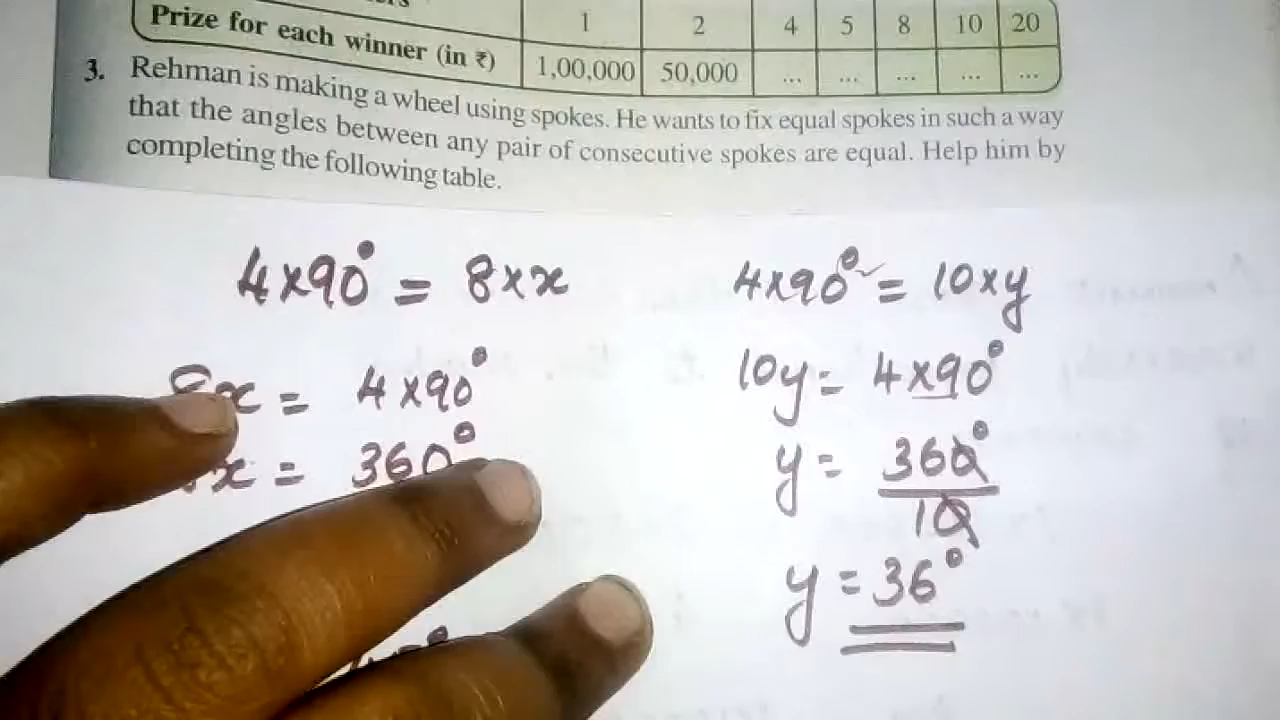 Prize for each winner (in ₹) 1 2 4 5 8 10 20
1,00,000 50,000 ... ... ... ... ...
3. Rehman is making a wheel using spokes. He wants to fix equal spokes in such a way
that the angles between any pair of consecutive spokes are equal. Help him by
completing the following table.
4×90° = 8×x
x = 4×90°
x = 360°
4×90° = 10×y
10y = 4×90°
y = 360°
10
y = 36°